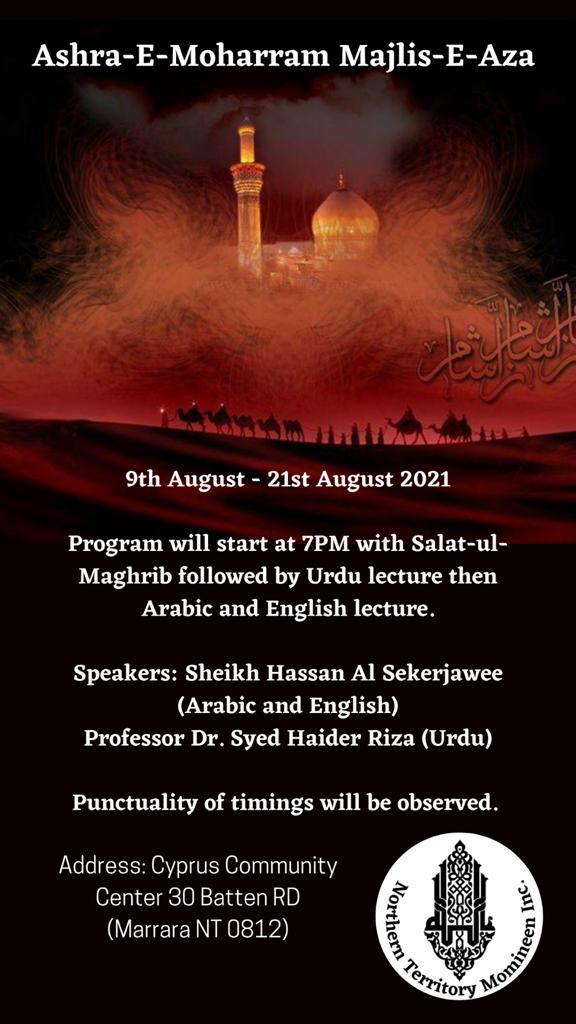 Ashra-E-Moharram Majlis-E-Aza
9th August - 21st August 2021
Program will start at 7PM with Salat-ul-
Maghrib followed by Urdu lecture then
Arabic and English lecture.
Speakers: Sheikh Hassan Al Sekerjawee
(Arabic and English)
Professor Dr. Syed Haider Riza (Urdu)
Punctuality of timings will be observed.
Address: Cyprus Community
Center 30 Batten RD
(Marrara NT 0812)
Northern Territory Momineen Inc.